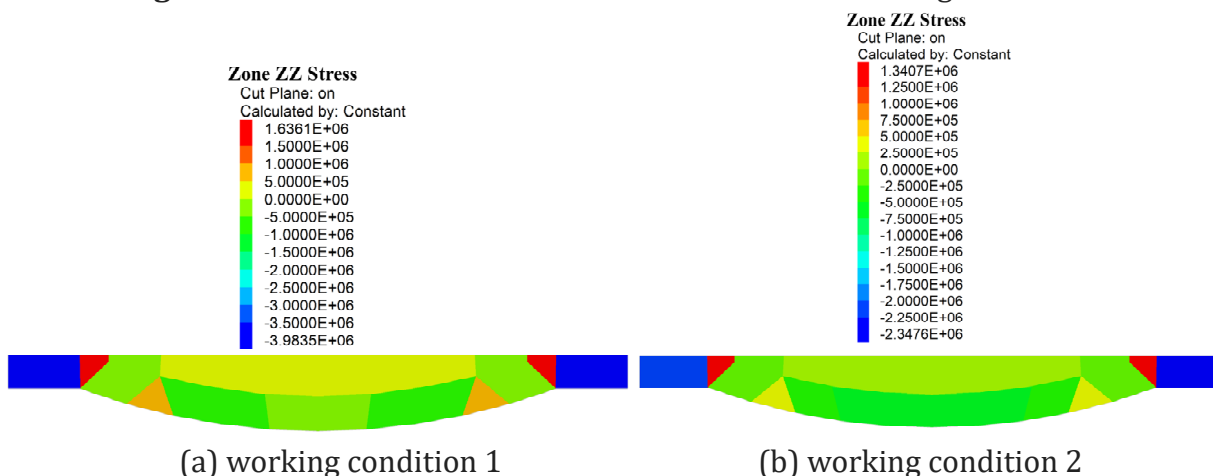 Zone ZZ Stress
Cut Plane: on
Calculated by: Constant
1.6361E+06
1.5000E+06
1.0000E+06
5.0000E+05
0.0000E+00
-5.0000E+05
-1.0000E+06
-1.5000E+06
-2.0000E+06
-2.5000E+06
-3.0000E+06
-3.5000E+06
-3.9835E+06
(a) working condition 1
Zone ZZ Stress
Cut Plane: on
Calculated by: Constant
1.3407E+06
1.2500E+06
1.0000E+06
7.5000E+05
5.0000E+05
2.5000E+05
0.0000E+00
-2.5000E+05
-5.0000E+05
-7.5000E+05
-1.0000E+06
-1.2500E+06
-1.5000E+06
-1.7500E+06
-2.0000E+06
-2.2500E+06
-2.3476E+06
(b) working condition 2